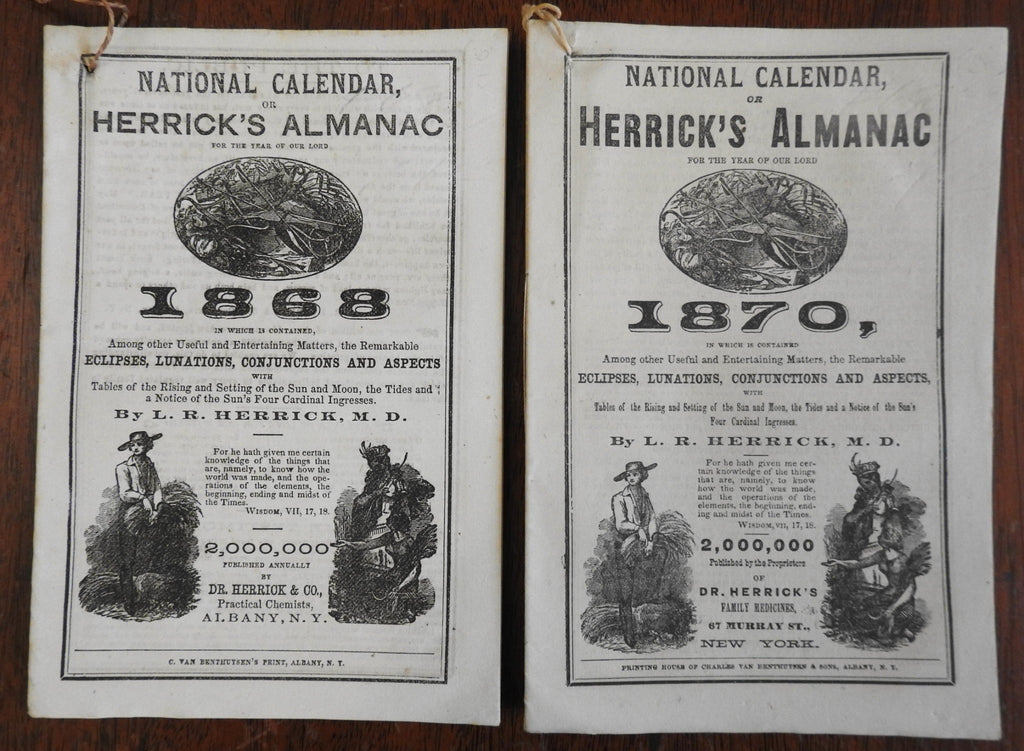 NATIONAL CALENDAR,
OR
HERRICK'S ALMANAC
FOR THE YEAR OF OUR LORD
1868
IN WHICH IS CONTAINED,
Among other Useful and Entertaining Matters, the Remarkable
ECLIPSES, LUNATIONS, CONJUNCTIONS AND ASPECTS
WITH
Tables of the Rising and Setting of the Sun and Moon, the Tides and
a Notice of the Sun's Four Cardinal Ingresses.
By L. R. HERRICK, M. D.
For he hath given me certain
knowledge of the things that
are, namely, to know how the
world was made, and the ope-
rations of the elements, the
beginning, ending and midst of
the Times.
WISDOM, VII, 17, 18.
2,000,000
PUBLISHED ANNUALLY
BY
DR. HERRICK & CO.,
Practical Chemists,
ALBANY, N. Y.
C. VAN BENTHUYSEN'S PRINT, ALBANY, N. Y.
NATIONAL CALENDAR,
OR
HERRICK'S ALMANAC
FOR THE YEAR OF OUR LORD
1870,
IN WHICH IS CONTAINED
Among other Useful and Entertaining Matters, the Remarkable
ECLIPSES, LUNATIONS, CONJUNCTIONS AND ASPECTS,
WITH
Tables of the Rising and Setting of the Sun and Moon, the Tides and a Notice of the Sun's
Four Cardinal Ingresses.
By L. R. HERRICK, M. D.
For he hath given me cer-
tain knowledge of the things
that are, namely, to know
how the world was made,
and the operations of the
elements, the beginning, end-
ing and midst of the Times.
WISDOM, VII, 17, 18.
2,000,000
Published by the Proprietors
OF
DR. HERRICK'S
FAMILY MEDICINES,
67 MURRAY ST.,
NEW YORK.
PRINTING HOUSE OF CHARLES VAN BENTHUYSEN & SONS, ALBANY, N. Y.